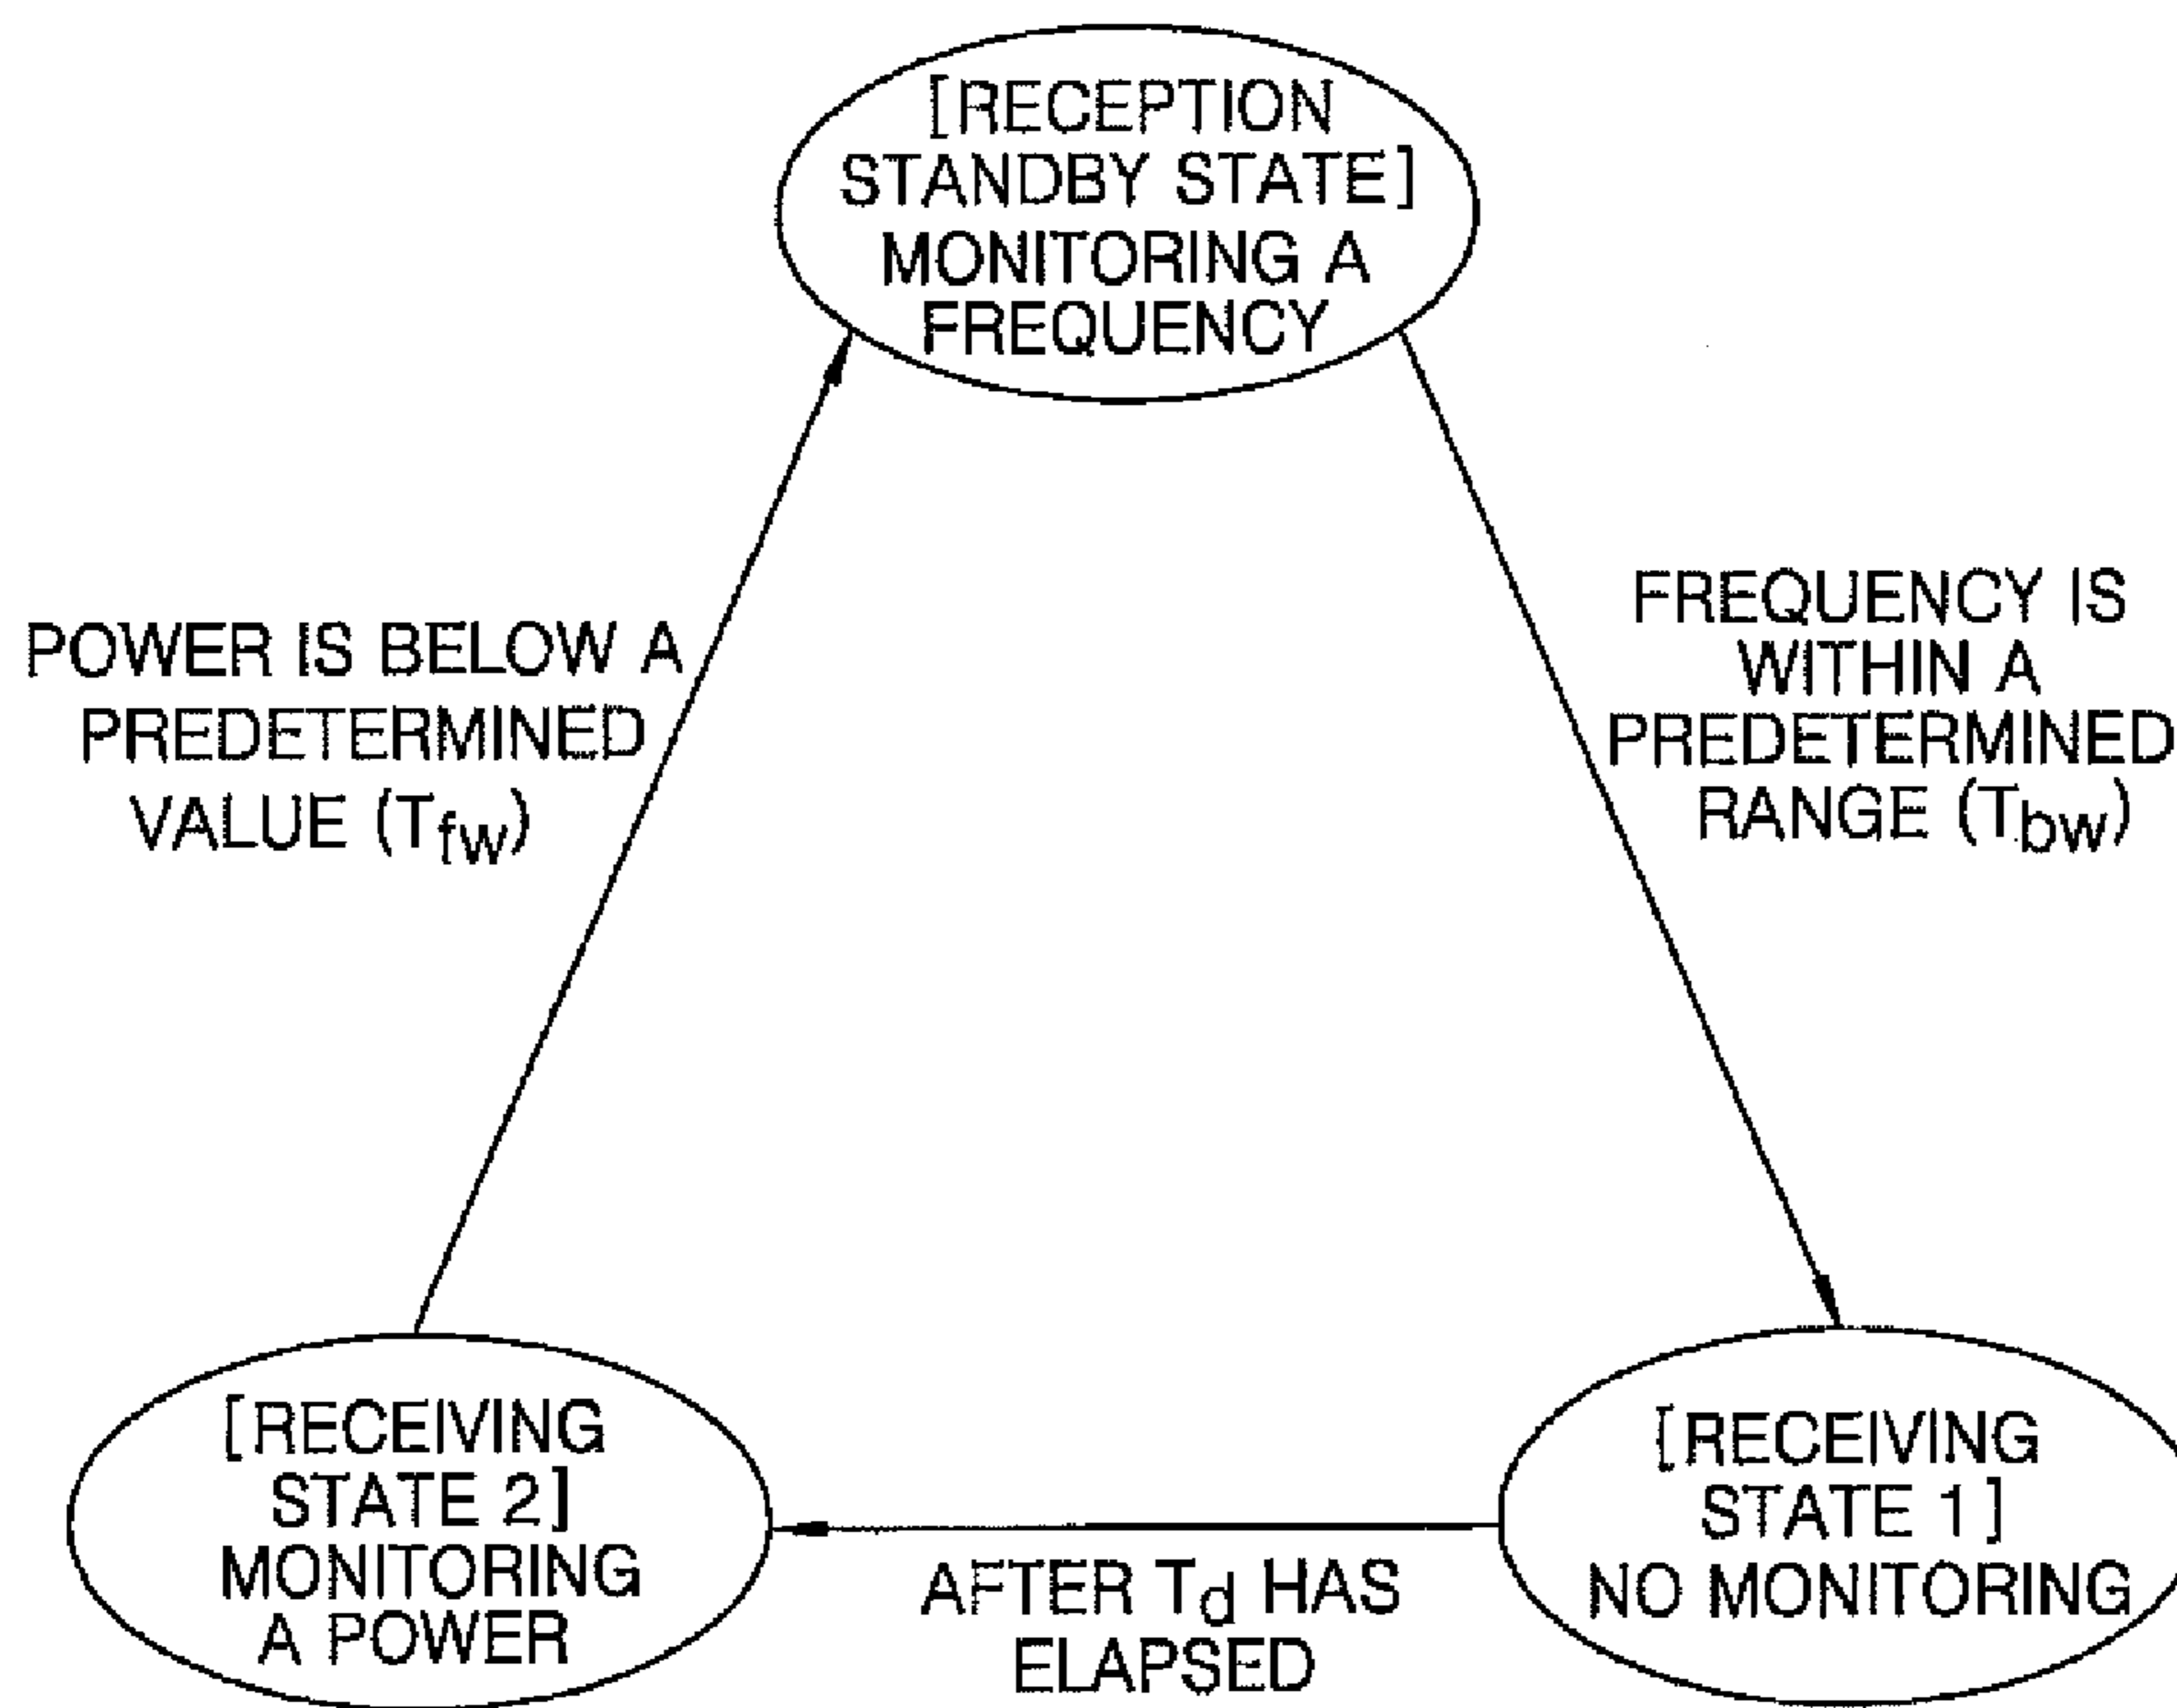 [RECEPTION
STANDBY STATE]
MONITORING A
FREQUENCY
POWER IS BELOW A
PREDETERMINED
VALUE (Tfw)
FREQUENCY IS
WITHIN A
PREDETERMINED
RANGE (Tbw)
[RECEIVING
STATE 2]
MONITORING
A POWER
AFTER Td HAS
ELAPSED
[RECEIVING
STATE 1]
NO MONITORING